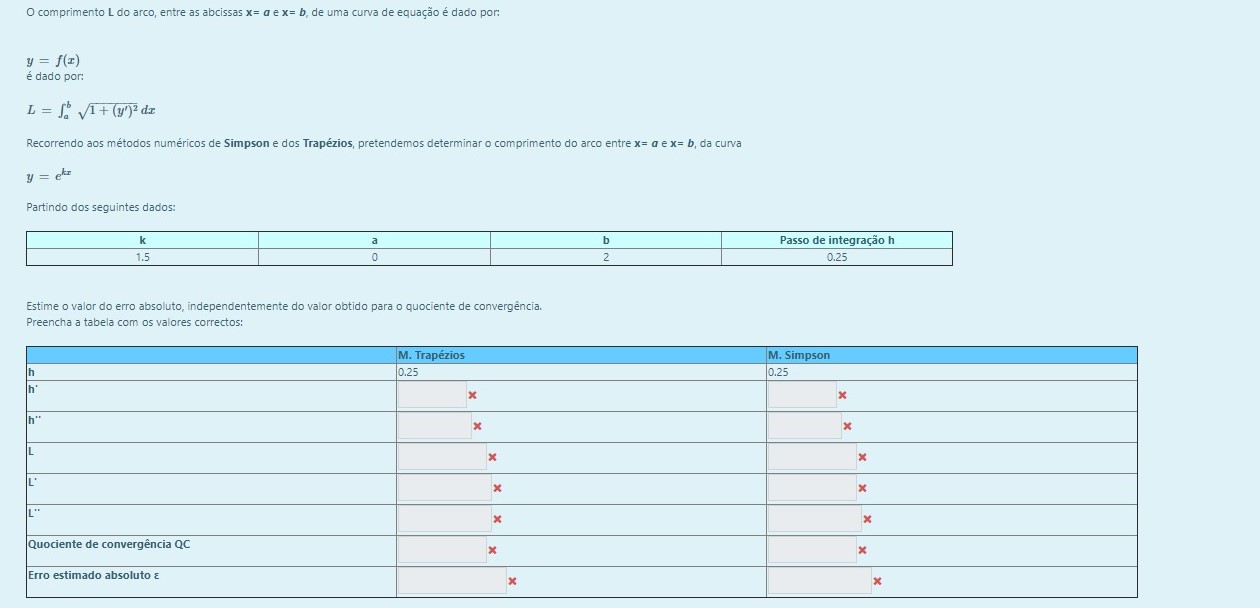 O comprimento L do arco, entre as abcissas x= a e x= b, de uma curva de equação é dado por:
y = f(x)
é dado por:
L = ∫ₐᵇ √(1 + (y′)²) dx
Recorrendo aos métodos numéricos de Simpson e dos Trapézios, pretendemos determinar o comprimento do arco entre x= a e x= b, da curva
y = eᵏˣ
Partindo dos seguintes dados:
k a b Passo de integração h
1.5 0 2 0.25
Estime o valor do erro absoluto, independentemente do valor obtido para o quociente de convergência.
Preencha a tabela com os valores correctos:
M. Trapézios M. Simpson
h 0.25 0.25
h'
h''
L
L'
L''
Quociente de convergência QC
Erro estimado absoluto ε